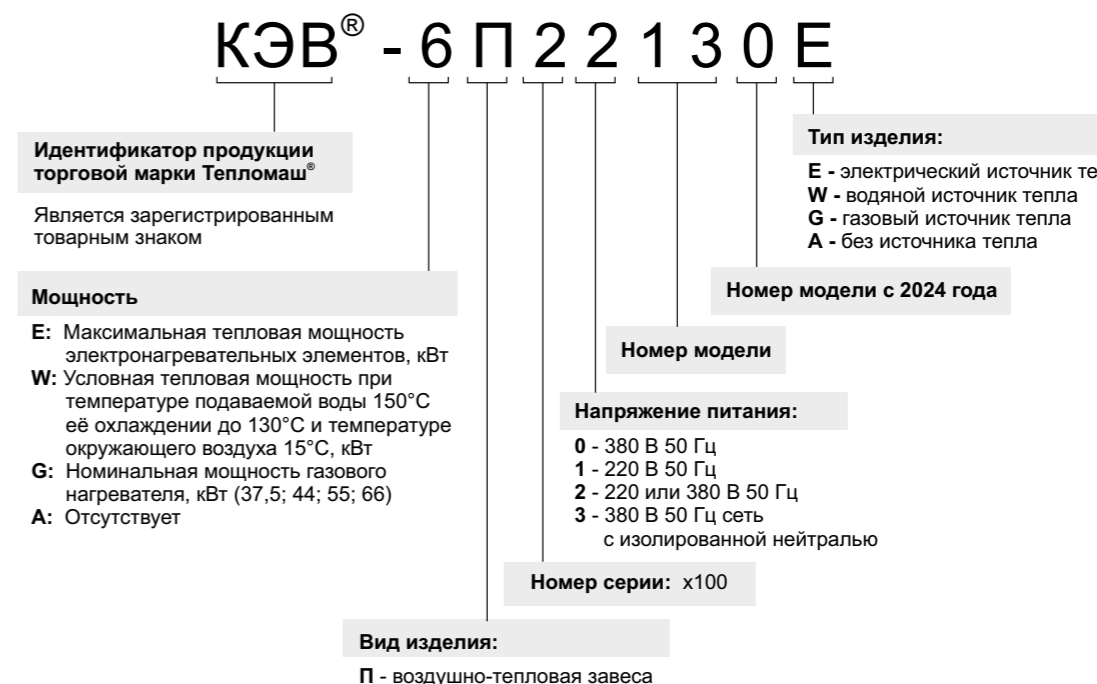 КЭВ® - 6 П 2 2 1 3 0 Е
Идентификатор продукции
торговой марки Тепломаш®
Является зарегистрированным
товарным знаком
Мощность
E: Максимальная тепловая мощность
электронагревательных элементов, кВт
W: Условная тепловая мощность при
температуре подаваемой воды 150°С
её охлаждении до 130°С и температуре
окружающего воздуха 15°С, кВт
G: Номинальная мощность газового
нагревателя, кВт (37,5; 44; 55; 66)
A: Отсутствует
Тип изделия:
E - электрический источник те
W - водяной источник тепла
G - газовый источник тепла
A - без источника тепла
Номер модели с 2024 года
Номер модели
Напряжение питания:
0 - 380 В 50 Гц
1 - 220 В 50 Гц
2 - 220 или 380 В 50 Гц
3 - 380 В 50 Гц сеть
с изолированной нейтралью
Номер серии: х100
Вид изделия:
П - воздушно-тепловая завеса